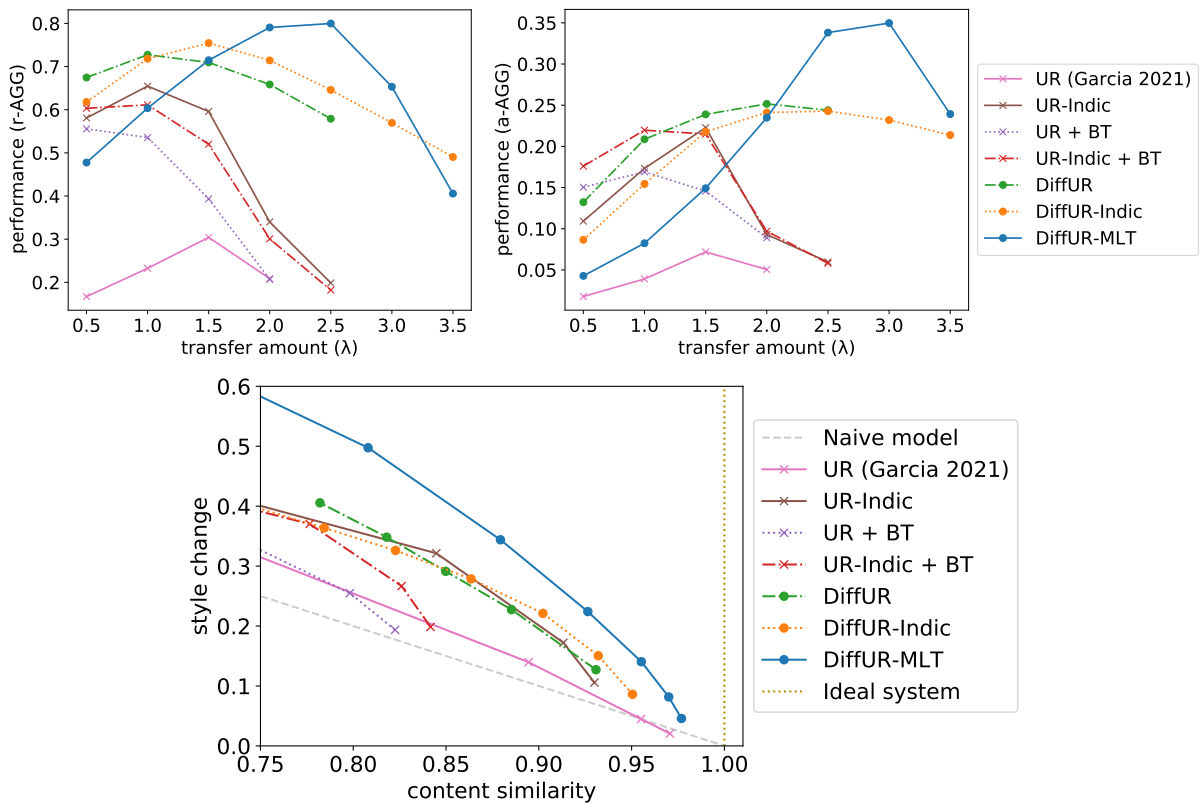 performance (r-AGG)
0.8
0.7
0.6
0.5
0.4
0.3
0.2
0.5 1.0 1.5 2.0 2.5 3.0 3.5
transfer amount (λ)
performance (a-AGG)
0.35
0.30
0.25
0.20
0.15
0.10
0.05
0.5 1.0 1.5 2.0 2.5 3.0 3.5
transfer amount (λ)
UR (Garcia 2021)
UR-Indic
UR + BT
UR-Indic + BT
DiffUR
DiffUR-Indic
DiffUR-MLT
style change
0.6
0.5
0.4
0.3
0.2
0.1
0.0
0.75 0.80 0.85 0.90 0.95 1.00
content similarity
Naive model
UR (Garcia 2021)
UR-Indic
UR + BT
UR-Indic + BT
DiffUR
DiffUR-Indic
DiffUR-MLT
Ideal system